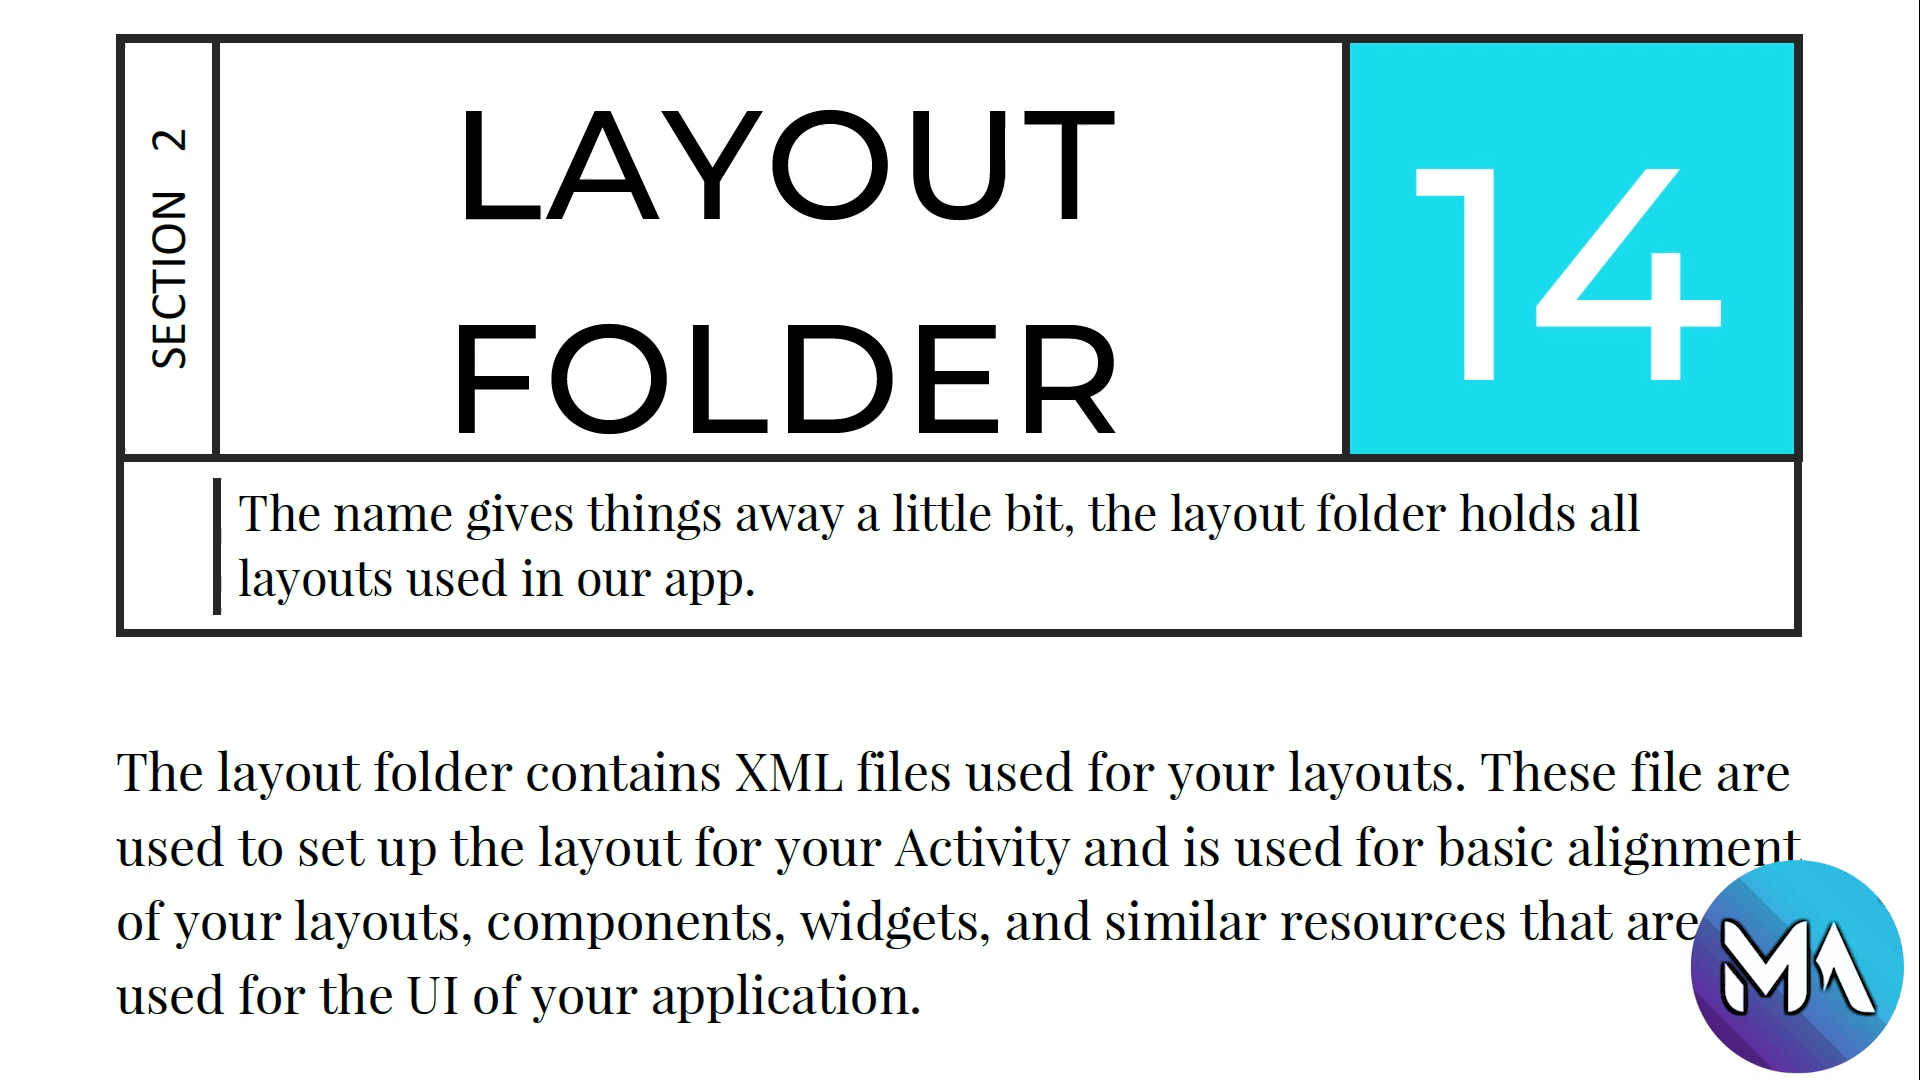 SECTION 2
LAYOUT
FOLDER
14
The name gives things away a little bit, the layout folder holds all
layouts used in our app.
The layout folder contains XML files used for your layouts. These file are
used to set up the layout for your Activity and is used for basic alignment
of your layouts, components, widgets, and similar resources that are
used for the UI of your application.
MA